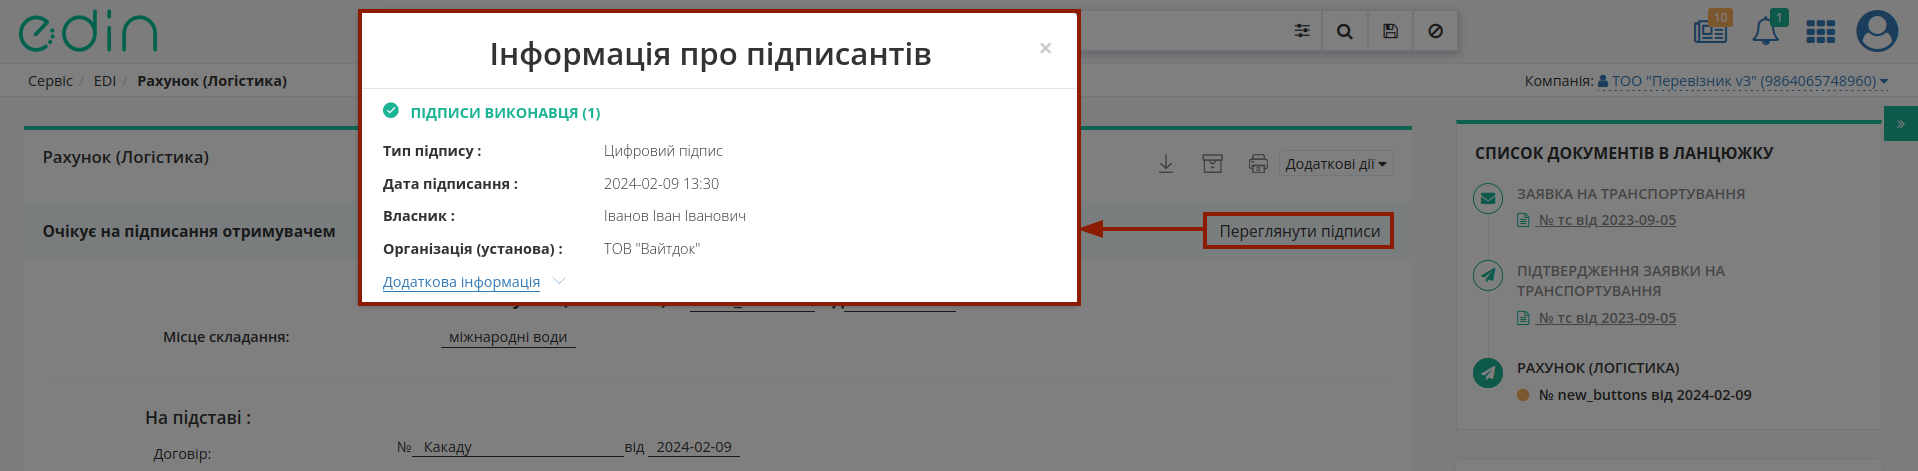 edin
10
1
Сервіс / EDI / Рахунок (Логістика)
Компанія: ТОО "Перевізник v3" (9864065748960)
Інформація про підписантів
×
ПІДПИСИ ВИКОНАВЦЯ (1)
Тип підпису : Цифровий підпис
Дата підписання : 2024-02-09 13:30
Власник : Іванов Іван Іванович
Організація (установа) : ТОВ "Вайтдок"
Додаткова інформація
Рахунок (Логістика)
Додаткові дії
Очікує на підписання отримувачем
Переглянути підписи
Місце складання: міжнародні води
На підставі :
Договір: № Какаду від 2024-02-09
»
СПИСОК ДОКУМЕНТІВ В ЛАНЦЮЖКУ
ЗАЯВКА НА ТРАНСПОРТУВАННЯ
№ тс від 2023-09-05
ПІДТВЕРДЖЕННЯ ЗАЯВКИ НА
ТРАНСПОРТУВАННЯ
№ тс від 2023-09-05
РАХУНОК (ЛОГІСТИКА)
№ new_buttons від 2024-02-09